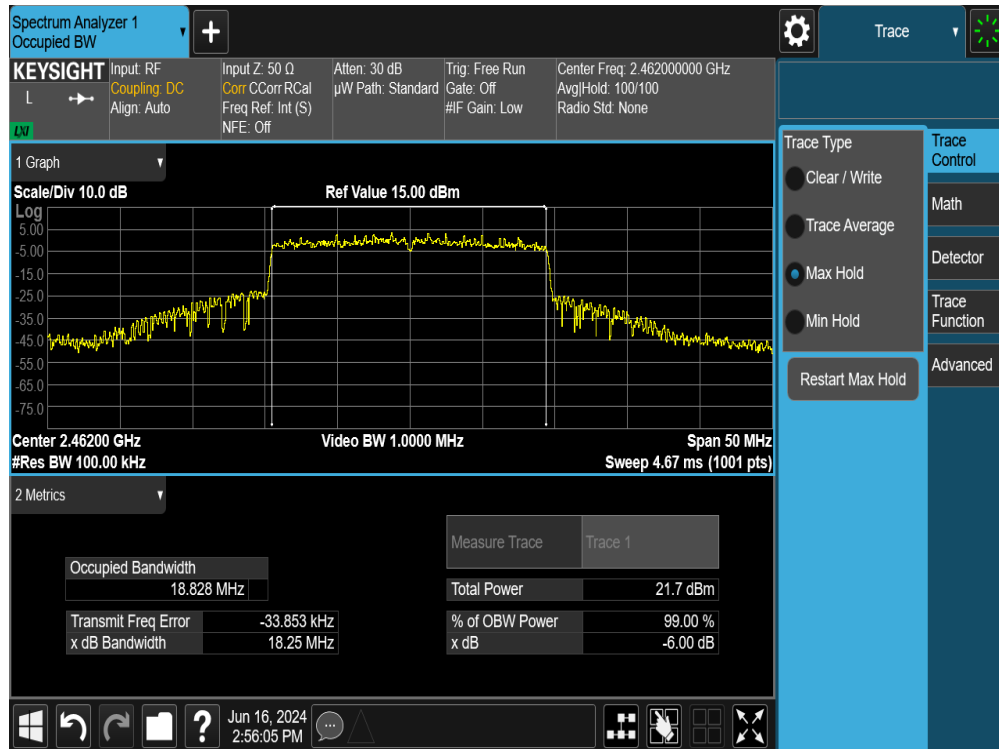 Spectrum Analyzer 1
Occupied BW
+
Trace
KEYSIGHT
L
LXI
Input: RF
Coupling: DC
Align: Auto
Input Z: 50 Ω
Corr CCorr RCal
Freq Ref: Int (S)
NFE: Off
Atten: 30 dB
µW Path: Standard
Trig: Free Run
Gate: Off
#IF Gain: Low
Center Freq: 2.462000000 GHz
Avg|Hold: 100/100
Radio Std: None
1 Graph
Scale/Div 10.0 dB
Ref Value 15.00 dBm
Log
5.00
-5.00
-15.0
-25.0
-35.0
-45.0
-55.0
-65.0
-75.0
Center 2.46200 GHz
Video BW 1.0000 MHz
Span 50 MHz
#Res BW 100.00 kHz
Sweep 4.67 ms (1001 pts)
2 Metrics
Measure Trace
Trace 1
Occupied Bandwidth
18.828 MHz
Total Power
21.7 dBm
Transmit Freq Error
-33.853 kHz
% of OBW Power
99.00 %
x dB Bandwidth
18.25 MHz
x dB
-6.00 dB
Trace Type
Clear / Write
Trace Average
Max Hold
Min Hold
Restart Max Hold
Trace
Control
Math
Detector
Trace
Function
Advanced
?
Jun 16, 2024
2:56:05 PM